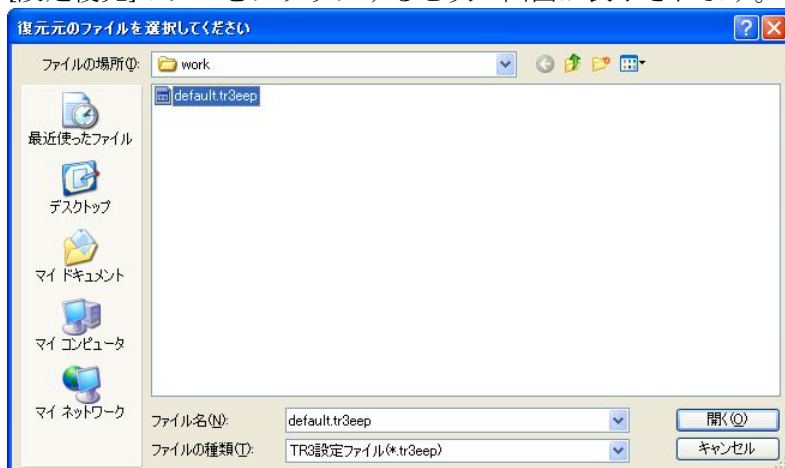 復元元のファイルを選択してください
ファイルの場所(I):
work
default.tr3eep
最近使ったファイル
デスクトップ
マイ ドキュメント
マイ コンピュータ
マイ ネットワーク
ファイル名(N):
default.tr3eep
開く(O)
ファイルの種類(T):
TR3設定ファイル(*.tr3eep)
キャンセル